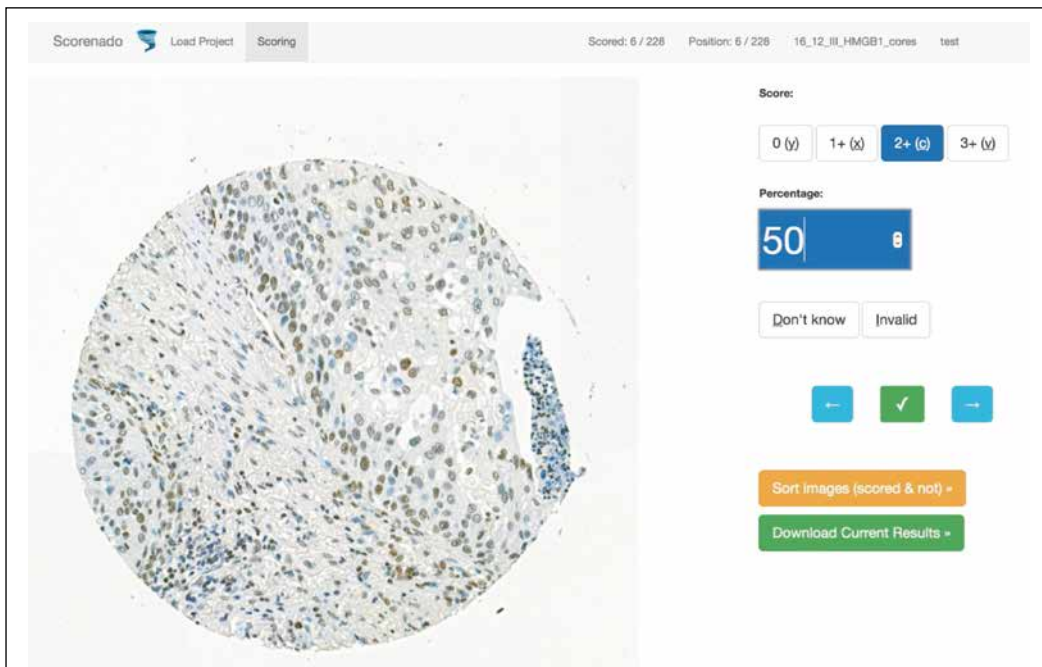 Scorenado Load Project Scoring Scored: 6 / 228 Position: 6 / 228 16_12_III_HMGB1_cores test
Score:
0 (y) 1+ (x) 2+ (c) 3+ (v)
Percentage:
50
Don't know Invalid
← ✓ →
Sort images (scored & not) »
Download Current Results »